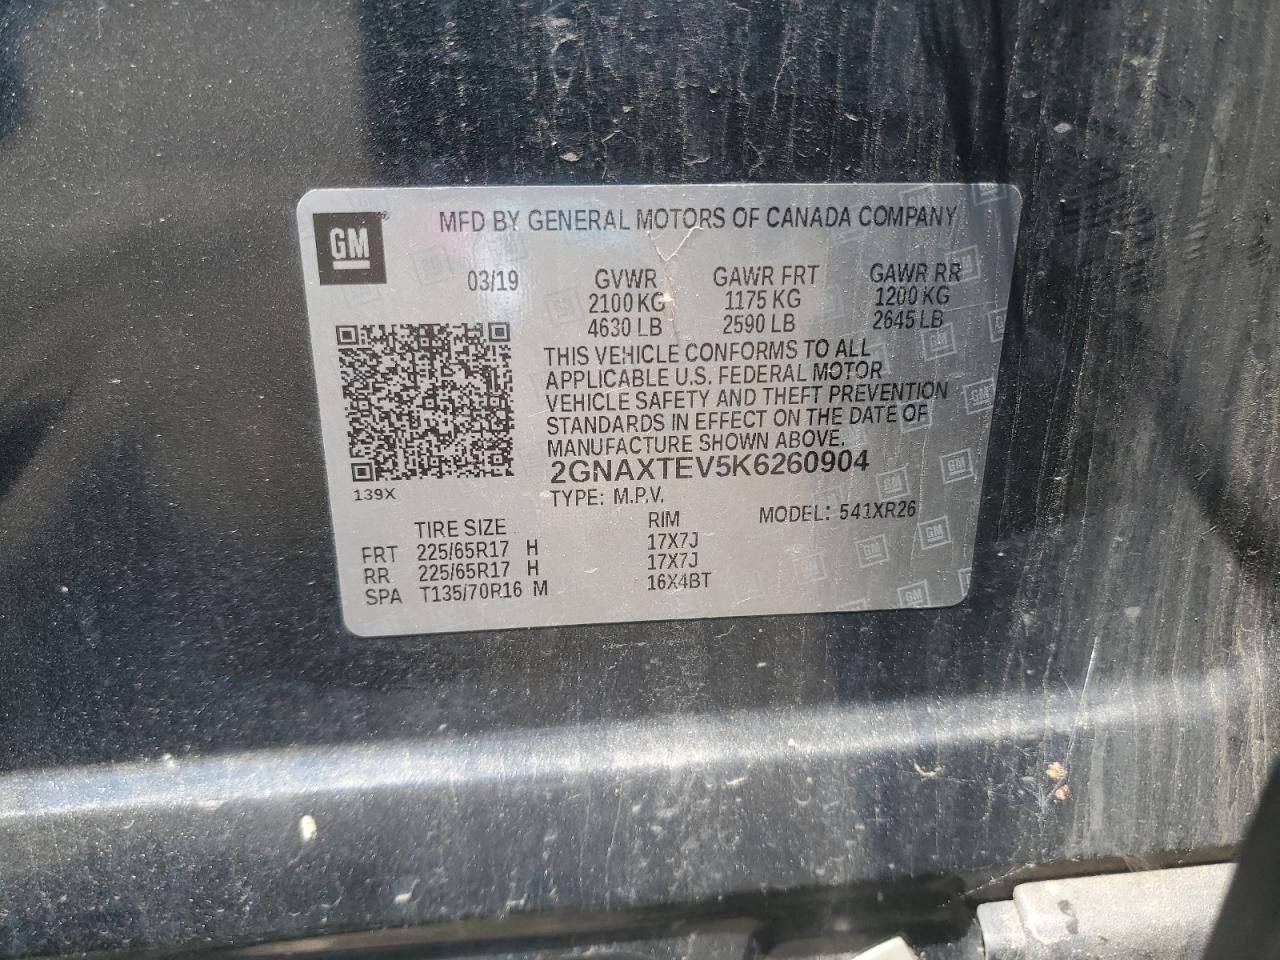 GM®
MFD BY GENERAL MOTORS OF CANADA COMPANY
03/19 GVWR GAWR FRT GAWR RR
2100 KG 1175 KG 1200 KG
4630 LB 2590 LB 2645 LB
THIS VEHICLE CONFORMS TO ALL
APPLICABLE U.S. FEDERAL MOTOR
VEHICLE SAFETY AND THEFT PREVENTION
STANDARDS IN EFFECT ON THE DATE OF
MANUFACTURE SHOWN ABOVE.
2GNAXTEV5K6260904
139X
TYPE: M.P.V.
TIRE SIZE RIM MODEL: 541XR26
FRT 225/65R17 H 17X7J
RR 225/65R17 H 17X7J
SPA T135/70R16 M 16X4BT